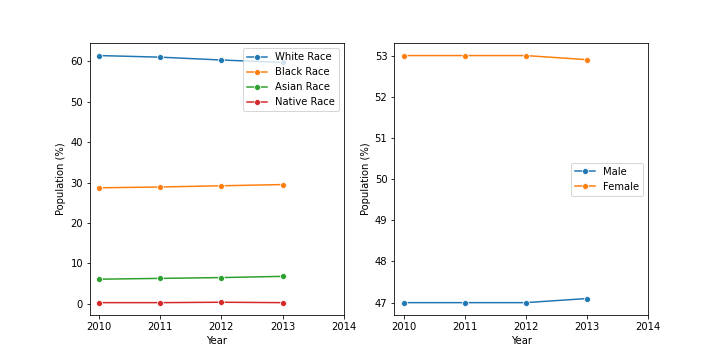 60
50
40
30
20
10
0
Population (%)
2010 2011 2012 2013 2014
Year
White Race
Black Race
Asian Race
Native Race
53
52
51
50
49
48
47
Population (%)
2010 2011 2012 2013 2014
Year
Male
Female